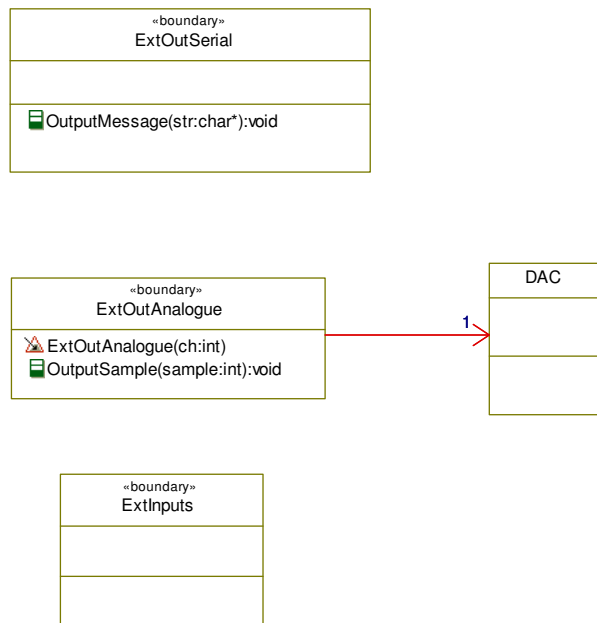 «boundary»
ExtOutSerial
OutputMessage(str:char*):void
«boundary»
ExtOutAnalogue
ExtOutAnalogue(ch:int)
OutputSample(sample:int):void
1
DAC
«boundary»
ExtInputs